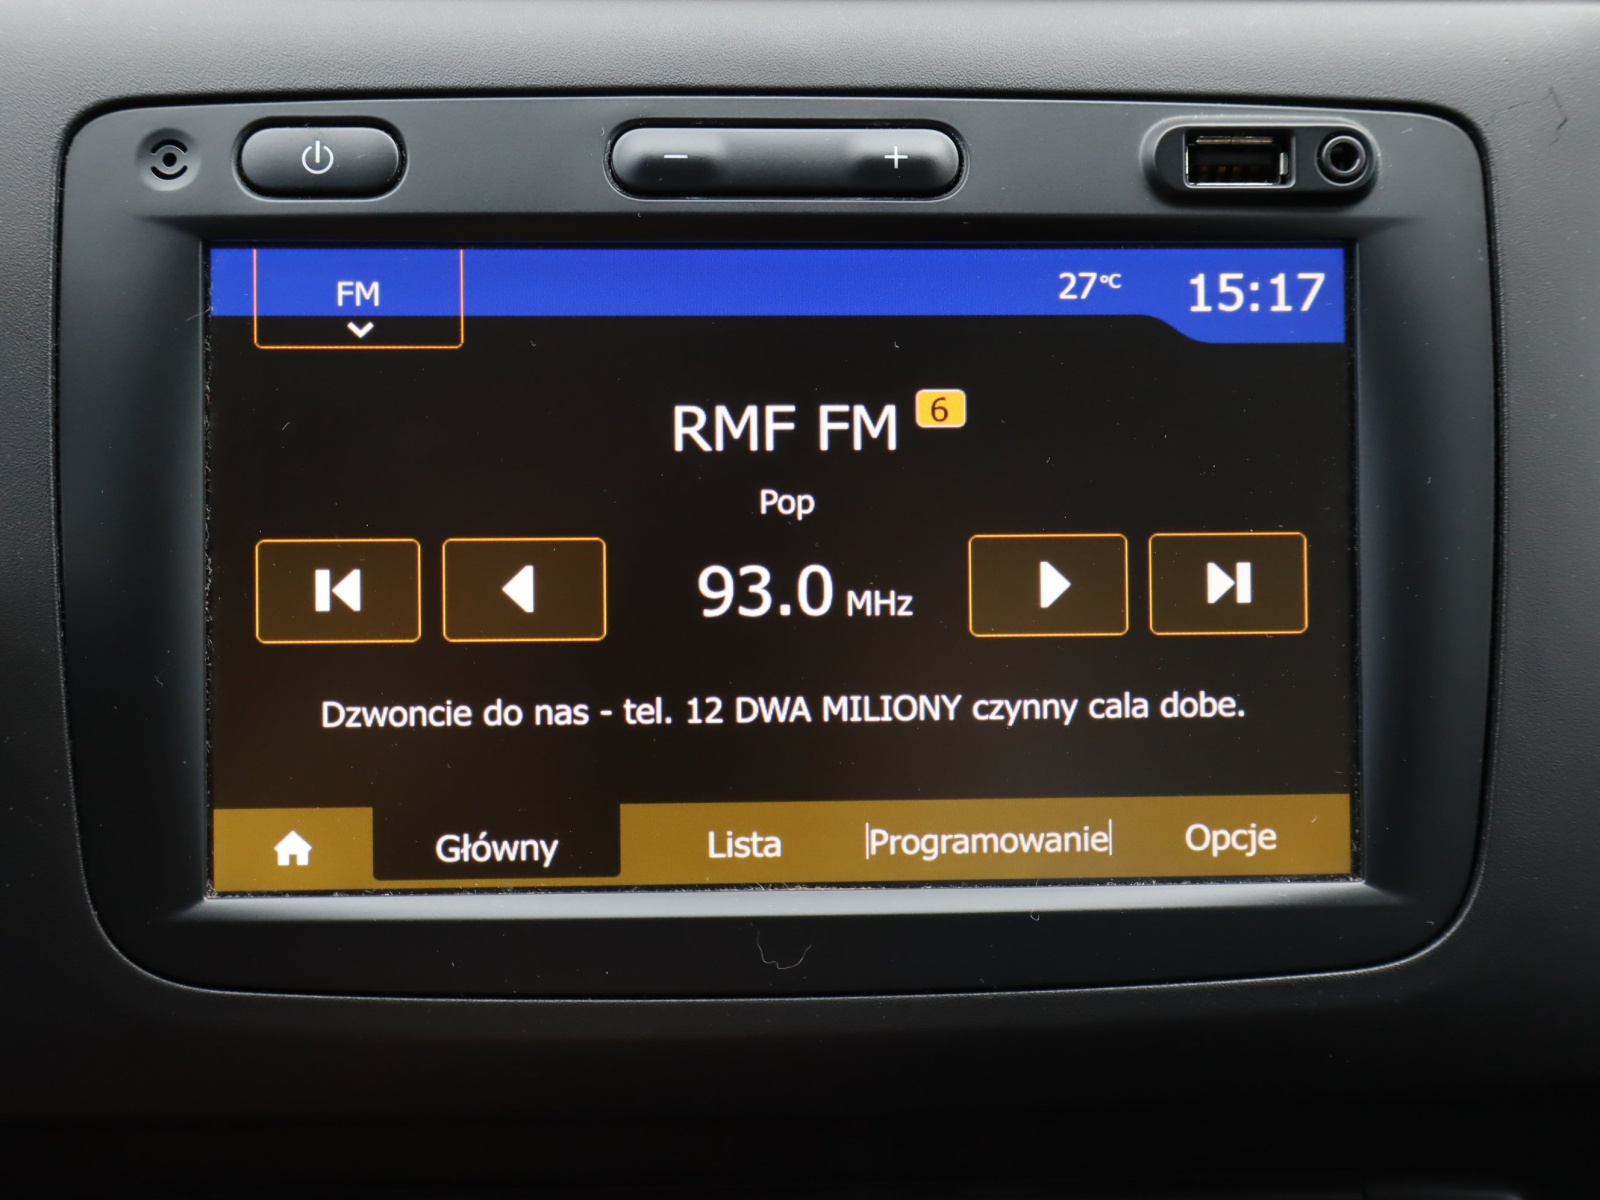 FM
27°C
15:17
RMF FM 6
Pop
93.0 MHz
Dzwoncie do nas - tel. 12 DWA MILIONY czynny cala dobe.
Główny Lista Programowanie Opcje